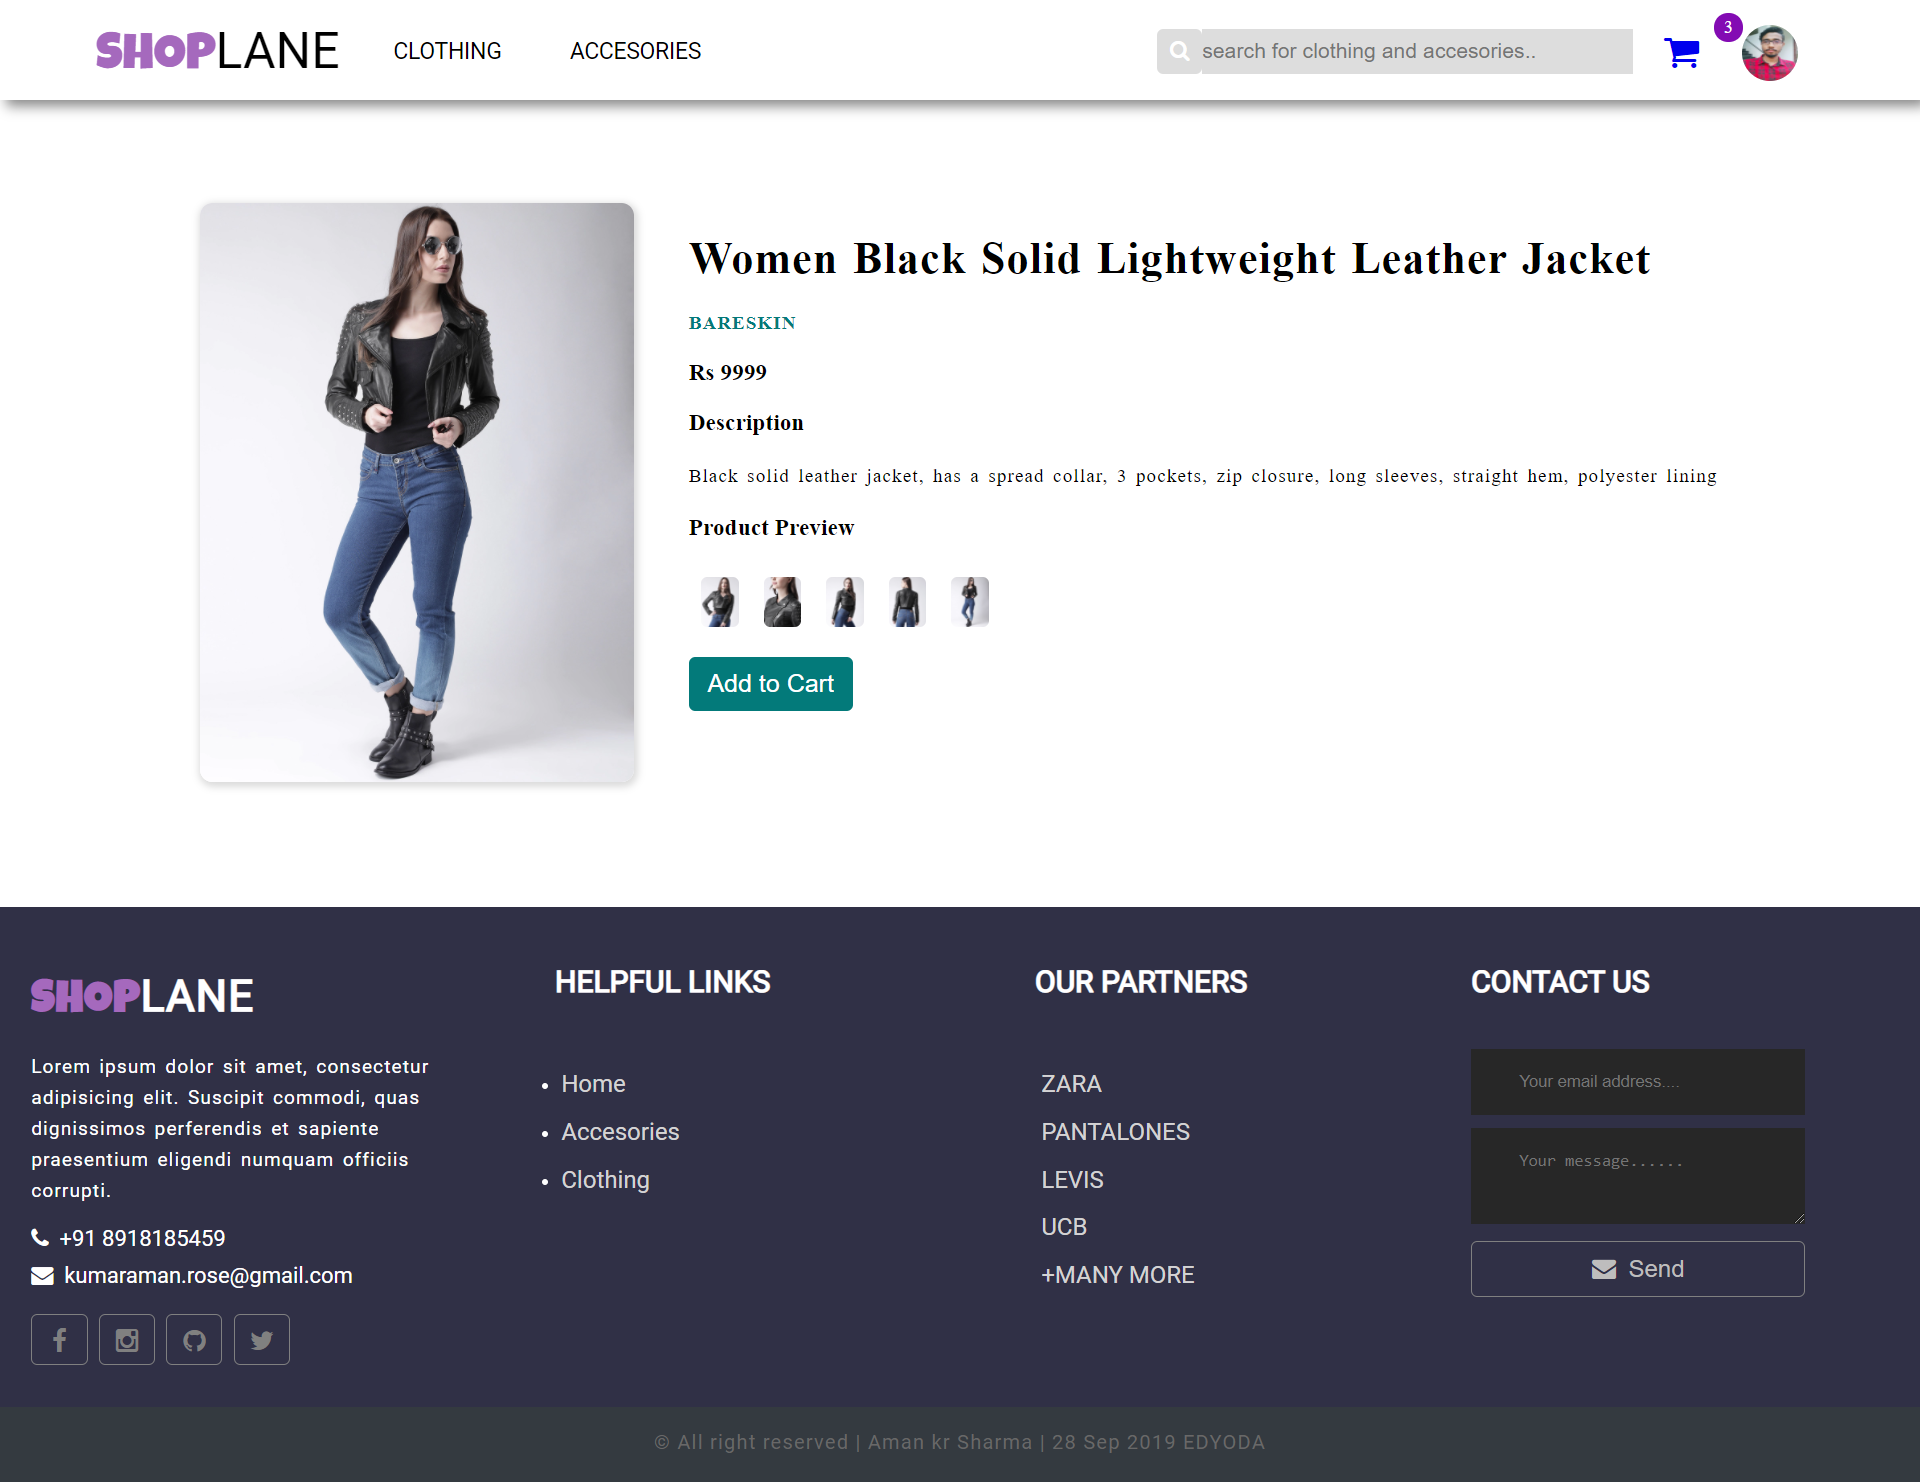 SHOPLANE CLOTHING ACCESORIES search for clothing and accesories.. 3
Women Black Solid Lightweight Leather Jacket
BARESKIN
Rs 9999
Description
Black solid leather jacket, has a spread collar, 3 pockets, zip closure, long sleeves, straight hem, polyester lining
Product Preview
Add to Cart
SHOPLANE
Lorem ipsum dolor sit amet, consectetur
adipisicing elit. Suscipit commodi, quas
dignissimos perferendis et sapiente
praesentium eligendi numquam officiis
corrupti.
+91 8918185459
kumaraman.rose@gmail.com
HELPFUL LINKS
Home
Accesories
Clothing
OUR PARTNERS
ZARA
PANTALONES
LEVIS
UCB
+MANY MORE
CONTACT US
Your email address....
Your message......
Send
© All right reserved | Aman kr Sharma | 28 Sep 2019 EDYODA